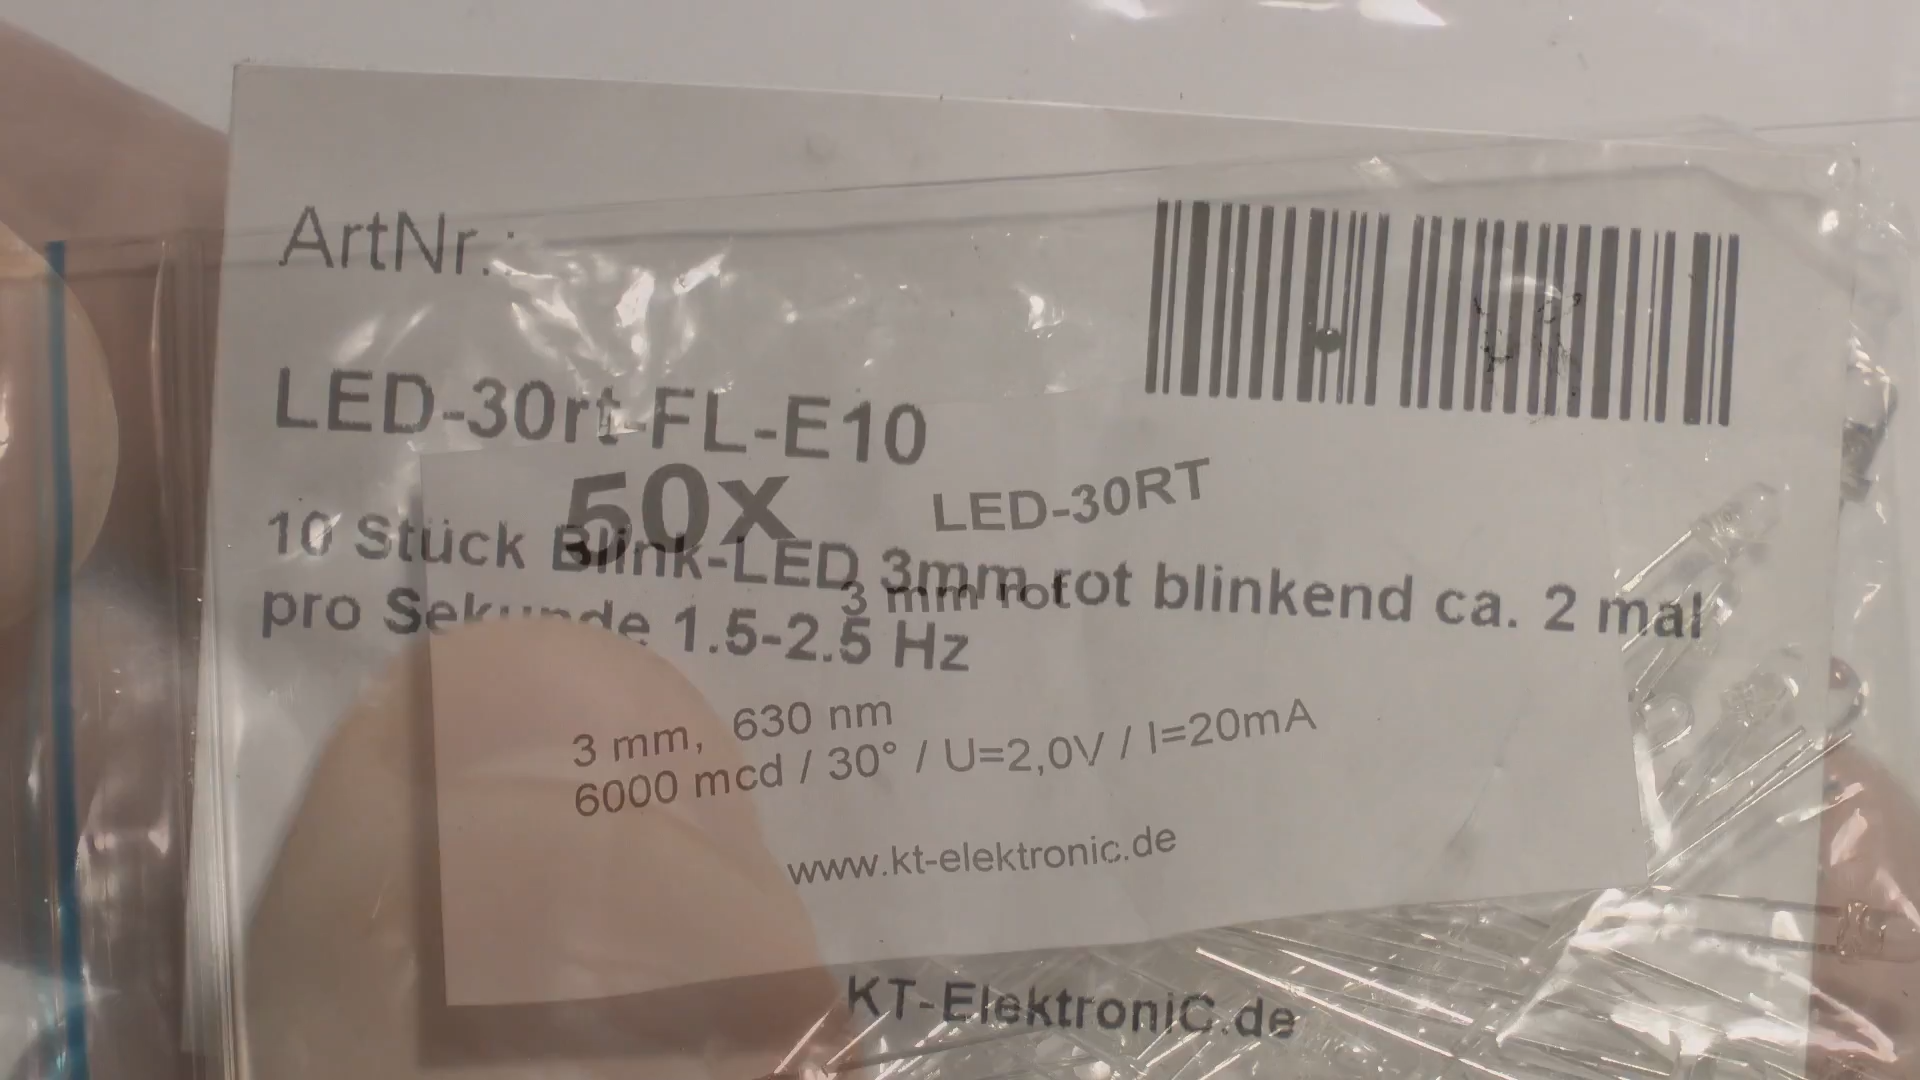 ArtNr.:
LED-30rt-FL-E10
50x LED-30RT
10 Stück Blink-LED 3mm rot blinkend ca. 2 mal
3 mm rot
pro Sekunde 1.5-2.5 Hz
3 mm, 630 nm
6000 mcd / 30° / U=2,0V / I=20mA
www.kt-elektronic.de
KT-ElektroniC.de